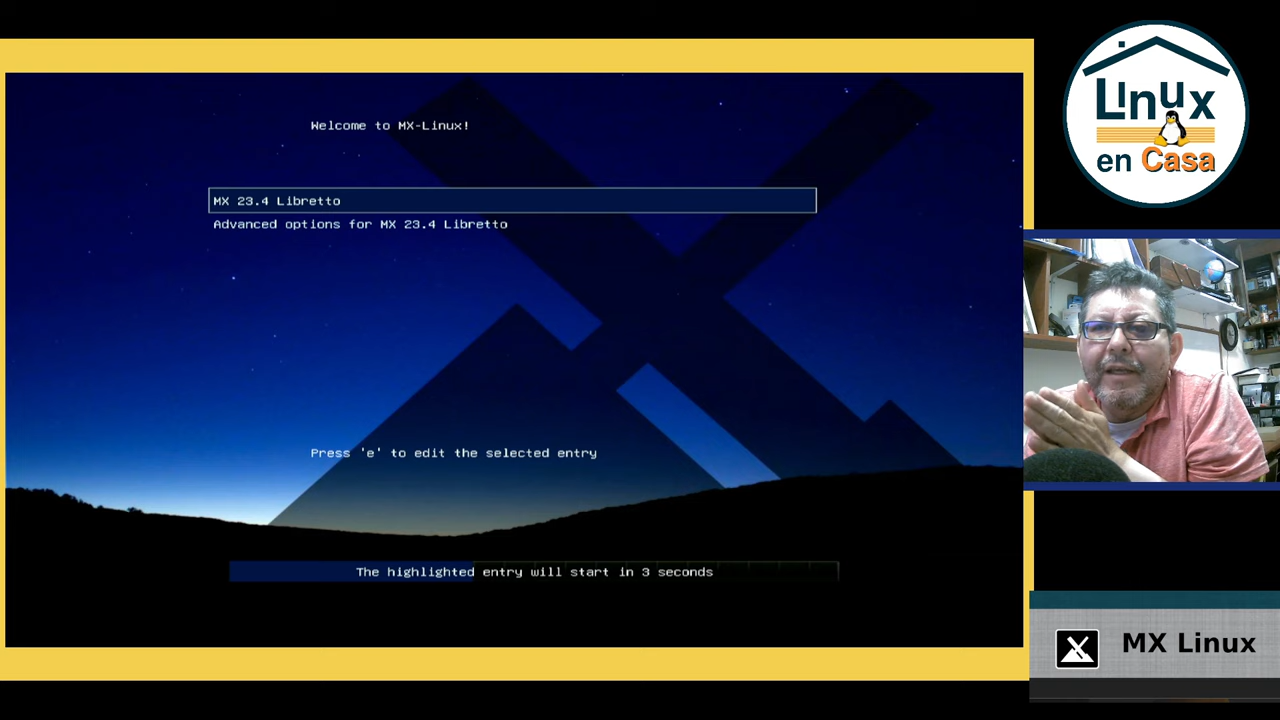 Welcome to MX-Linux!
MX 23.4 Libretto
Advanced options for MX 23.4 Libretto
Press 'e' to edit the selected entry
The highlighted entry will start in 3 seconds
Linux
en Casa
MX Linux